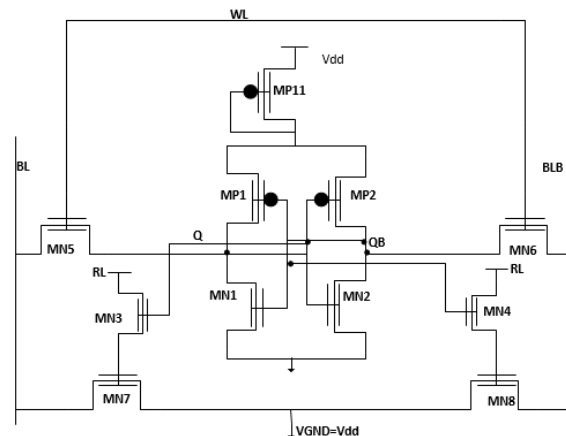 WL
Vdd
MP11
BL
BLB
MP1
MP2
Q
QB
MN5
MN6
RL
RL
MN1
MN2
MN3
MN4
MN7
MN8
VGND=Vdd